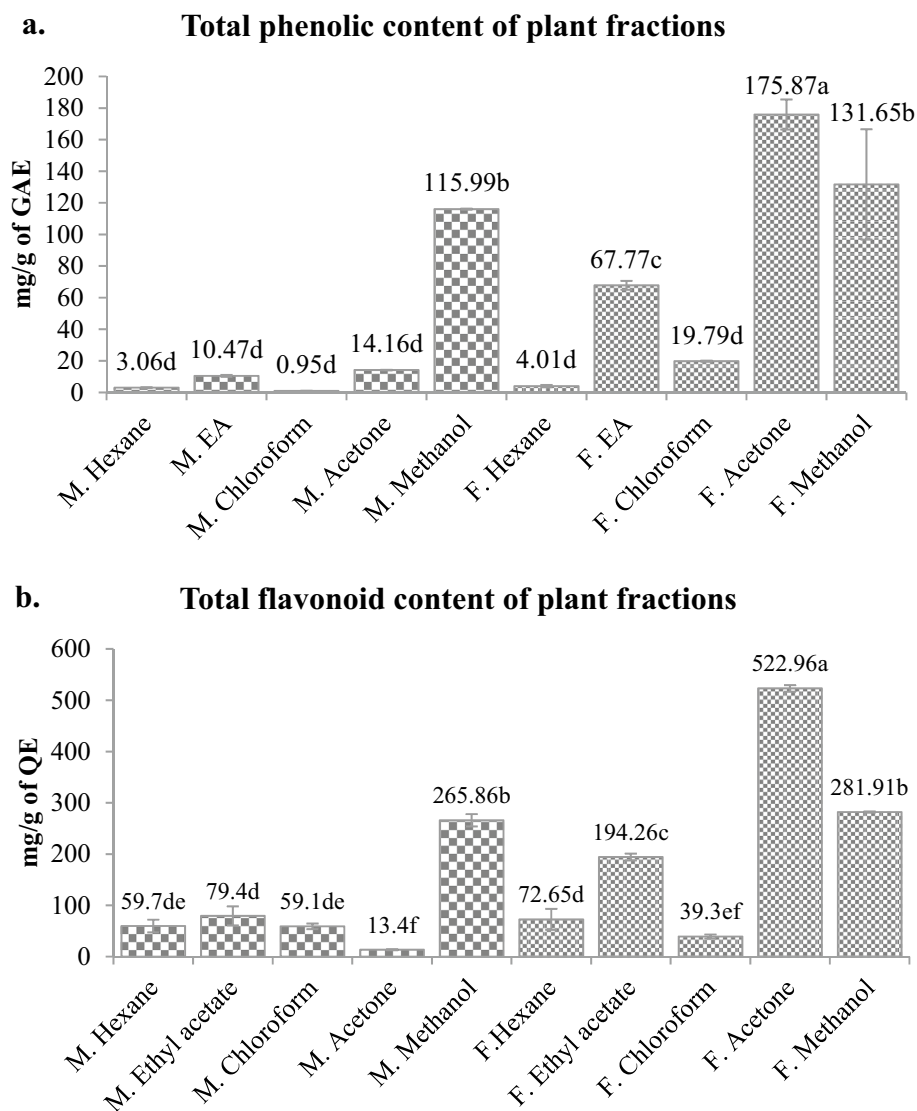 a. Total phenolic content of plant fractions
mg/g of GAE
200
180
160
140
120
100
80
60
40
20
0
3.06d
10.47d
0.95d
14.16d
115.99b
4.01d
67.77c
19.79d
175.87a
131.65b
M. Hexane
M. EA
M. Chloroform
M. Acetone
M. Methanol
F. Hexane
F. EA
F. Chloroform
F. Acetone
F. Methanol
b. Total flavonoid content of plant fractions
mg/g of QE
600
500
400
300
200
100
0
59.7de
79.4d
59.1de
13.4f
265.86b
72.65d
194.26c
39.3ef
522.96a
281.91b
M. Hexane
M. Ethyl acetate
M. Chloroform
M. Acetone
M. Methanol
F.Hexane
F. Ethyl acetate
F. Chloroform
F. Acetone
F. Methanol